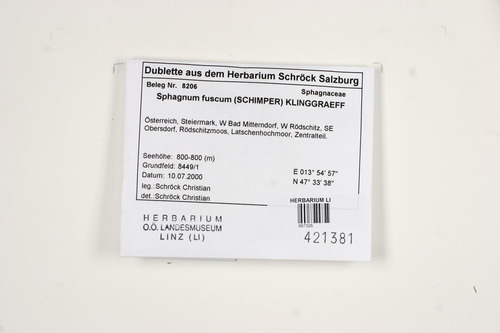 Dublette aus dem Herbarium Schröck Salzburg
Beleg Nr. 8206 Sphagnaceae
Sphagnum fuscum (SCHIMPER) KLINGGRAEFF
Österreich, Steiermark, W Bad Mitterndorf, W Rödschitz, SE
Obersdorf, Rödschitzmoos, Latschenhochmoor, Zentralteil.
Seehöhe: 800-800 (m) E 013° 54' 57"
Grundfeld: 8449/1 N 47° 33' 38"
Datum: 10.07.2000
leg.:Schröck Christian
det.:Schröck Christian
HERBARIUM LI
HERBARIUM
O.Ö. LANDESMUSEUM
LINZ (LI)
421381